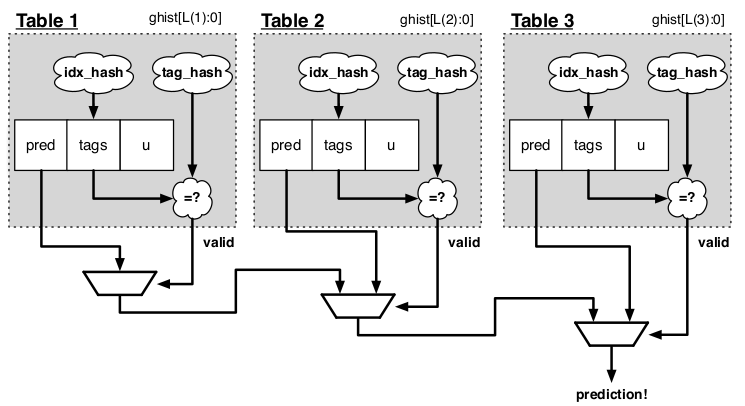 Table 1
ghist[L(1):0]
Table 2
ghist[L(2):0]
Table 3
ghist[L(3):0]
idx_hash
tag_hash
idx_hash
tag_hash
idx_hash
tag_hash
pred
tags
u
pred
tags
u
pred
tags
u
=?
=?
=?
valid
valid
valid
prediction!